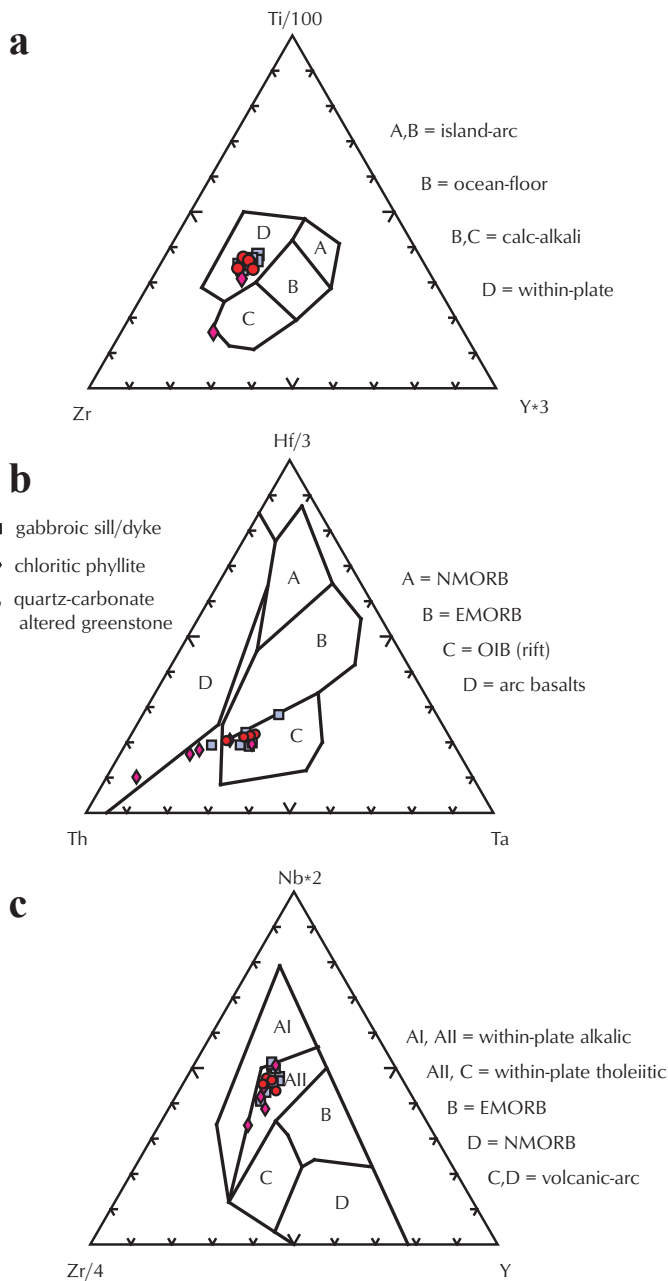 a
Ti/100
A,B = island-arc
B = ocean-floor
B,C = calc-alkali
D = within-plate
D
A
B
C
Zr
Y*3
b
Hf/3
gabbroic sill/dyke
chloritic phyllite
quartz-carbonate
altered greenstone
A = NMORB
B = EMORB
C = OIB (rift)
D = arc basalts
A
B
D
C
Th
Ta
c
Nb*2
AI, AII = within-plate alkalic
AII, C = within-plate tholeiitic
B = EMORB
D = NMORB
C,D = volcanic-arc
AI
AII
B
C
D
Zr/4
Y